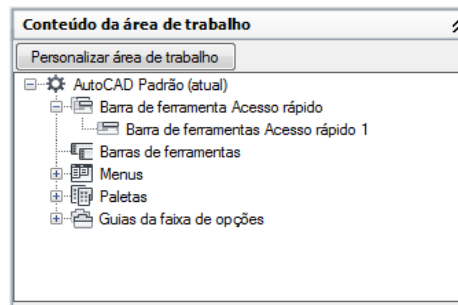 Conteúdo da área de trabalho
Personalizar área de trabalho
AutoCAD Padrão (atual)
Barra de ferramenta Acesso rápido
Barra de ferramentas Acesso rápido 1
Barras de ferramentas
Menus
Paletas
Guias da faixa de opções